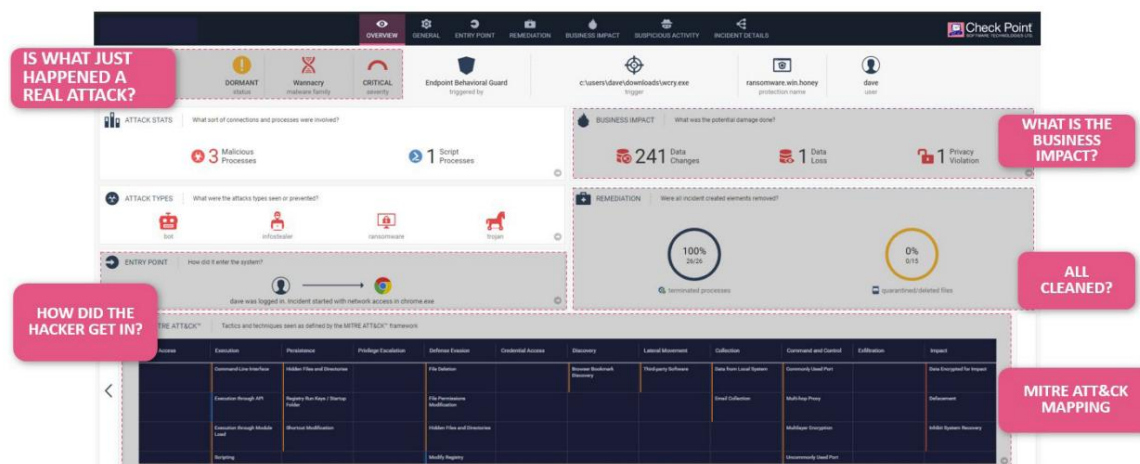 OVERVIEW
GENERAL
ENTRY POINT
REMEDIATION
BUSINESS IMPACT
SUSPICIOUS ACTIVITY
INCIDENT DETAILS
Check Point
SOFTWARE TECHNOLOGIES LTD.
IS WHAT JUST
HAPPENED A
REAL ATTACK?
DORMANT
status
Wannacry
malware family
CRITICAL
severity
Endpoint Behavioral Guard
triggered by
c:\users\dave\downloads\wcry.exe
trigger
ransomware.win.honey
protection name
dave
user
ATTACK STATS
What sort of connections and processes were involved?
3 Malicious
Processes
1 Script
Processes
BUSINESS IMPACT
What was the potential damage done?
241 Data
Changes
1 Data
Loss
1 Privacy
Violation
WHAT IS THE
BUSINESS
IMPACT?
ATTACK TYPES
What were the attacks types seen or prevented?
bot
infostealer
ransomware
trojan
REMEDIATION
Were all incident created elements removed?
100%
26/26
terminated processes
0%
0/13
quarantined/deleted files
ALL
CLEANED?
ENTRY POINT
How did it enter the system?
dave was logged in. Incident started with network access in chrome.exe
HOW DID THE
HACKER GET IN?
TRE ATT&CK™
Tactics and techniques seen as defined by the MITRE ATT&CK™ framework
Access
Execution
Persistence
Privilege Escalation
Defense Evasion
Credential Access
Discovery
Lateral Movement
Collection
Command and Control
Exfiltration
Impact
Command-Line Interface
Hidden Files and Directories
File Deletion
Browser Bookmark
Discovery
Third-party Software
Data from Local System
Commonly Used Port
Data Encrypted for Impact
Execution through API
Registry Run Keys / Startup
Folder
File Permissions
Modification
Email Collection
Multi-hop Proxy
Defacement
Execution through Module
Load
Shortcut Modification
Hidden Files and Directories
Multilayer Encryption
Inhibit System Recovery
Scripting
Modify Registry
Uncommonly Used Port
MITRE ATT&CK
MAPPING